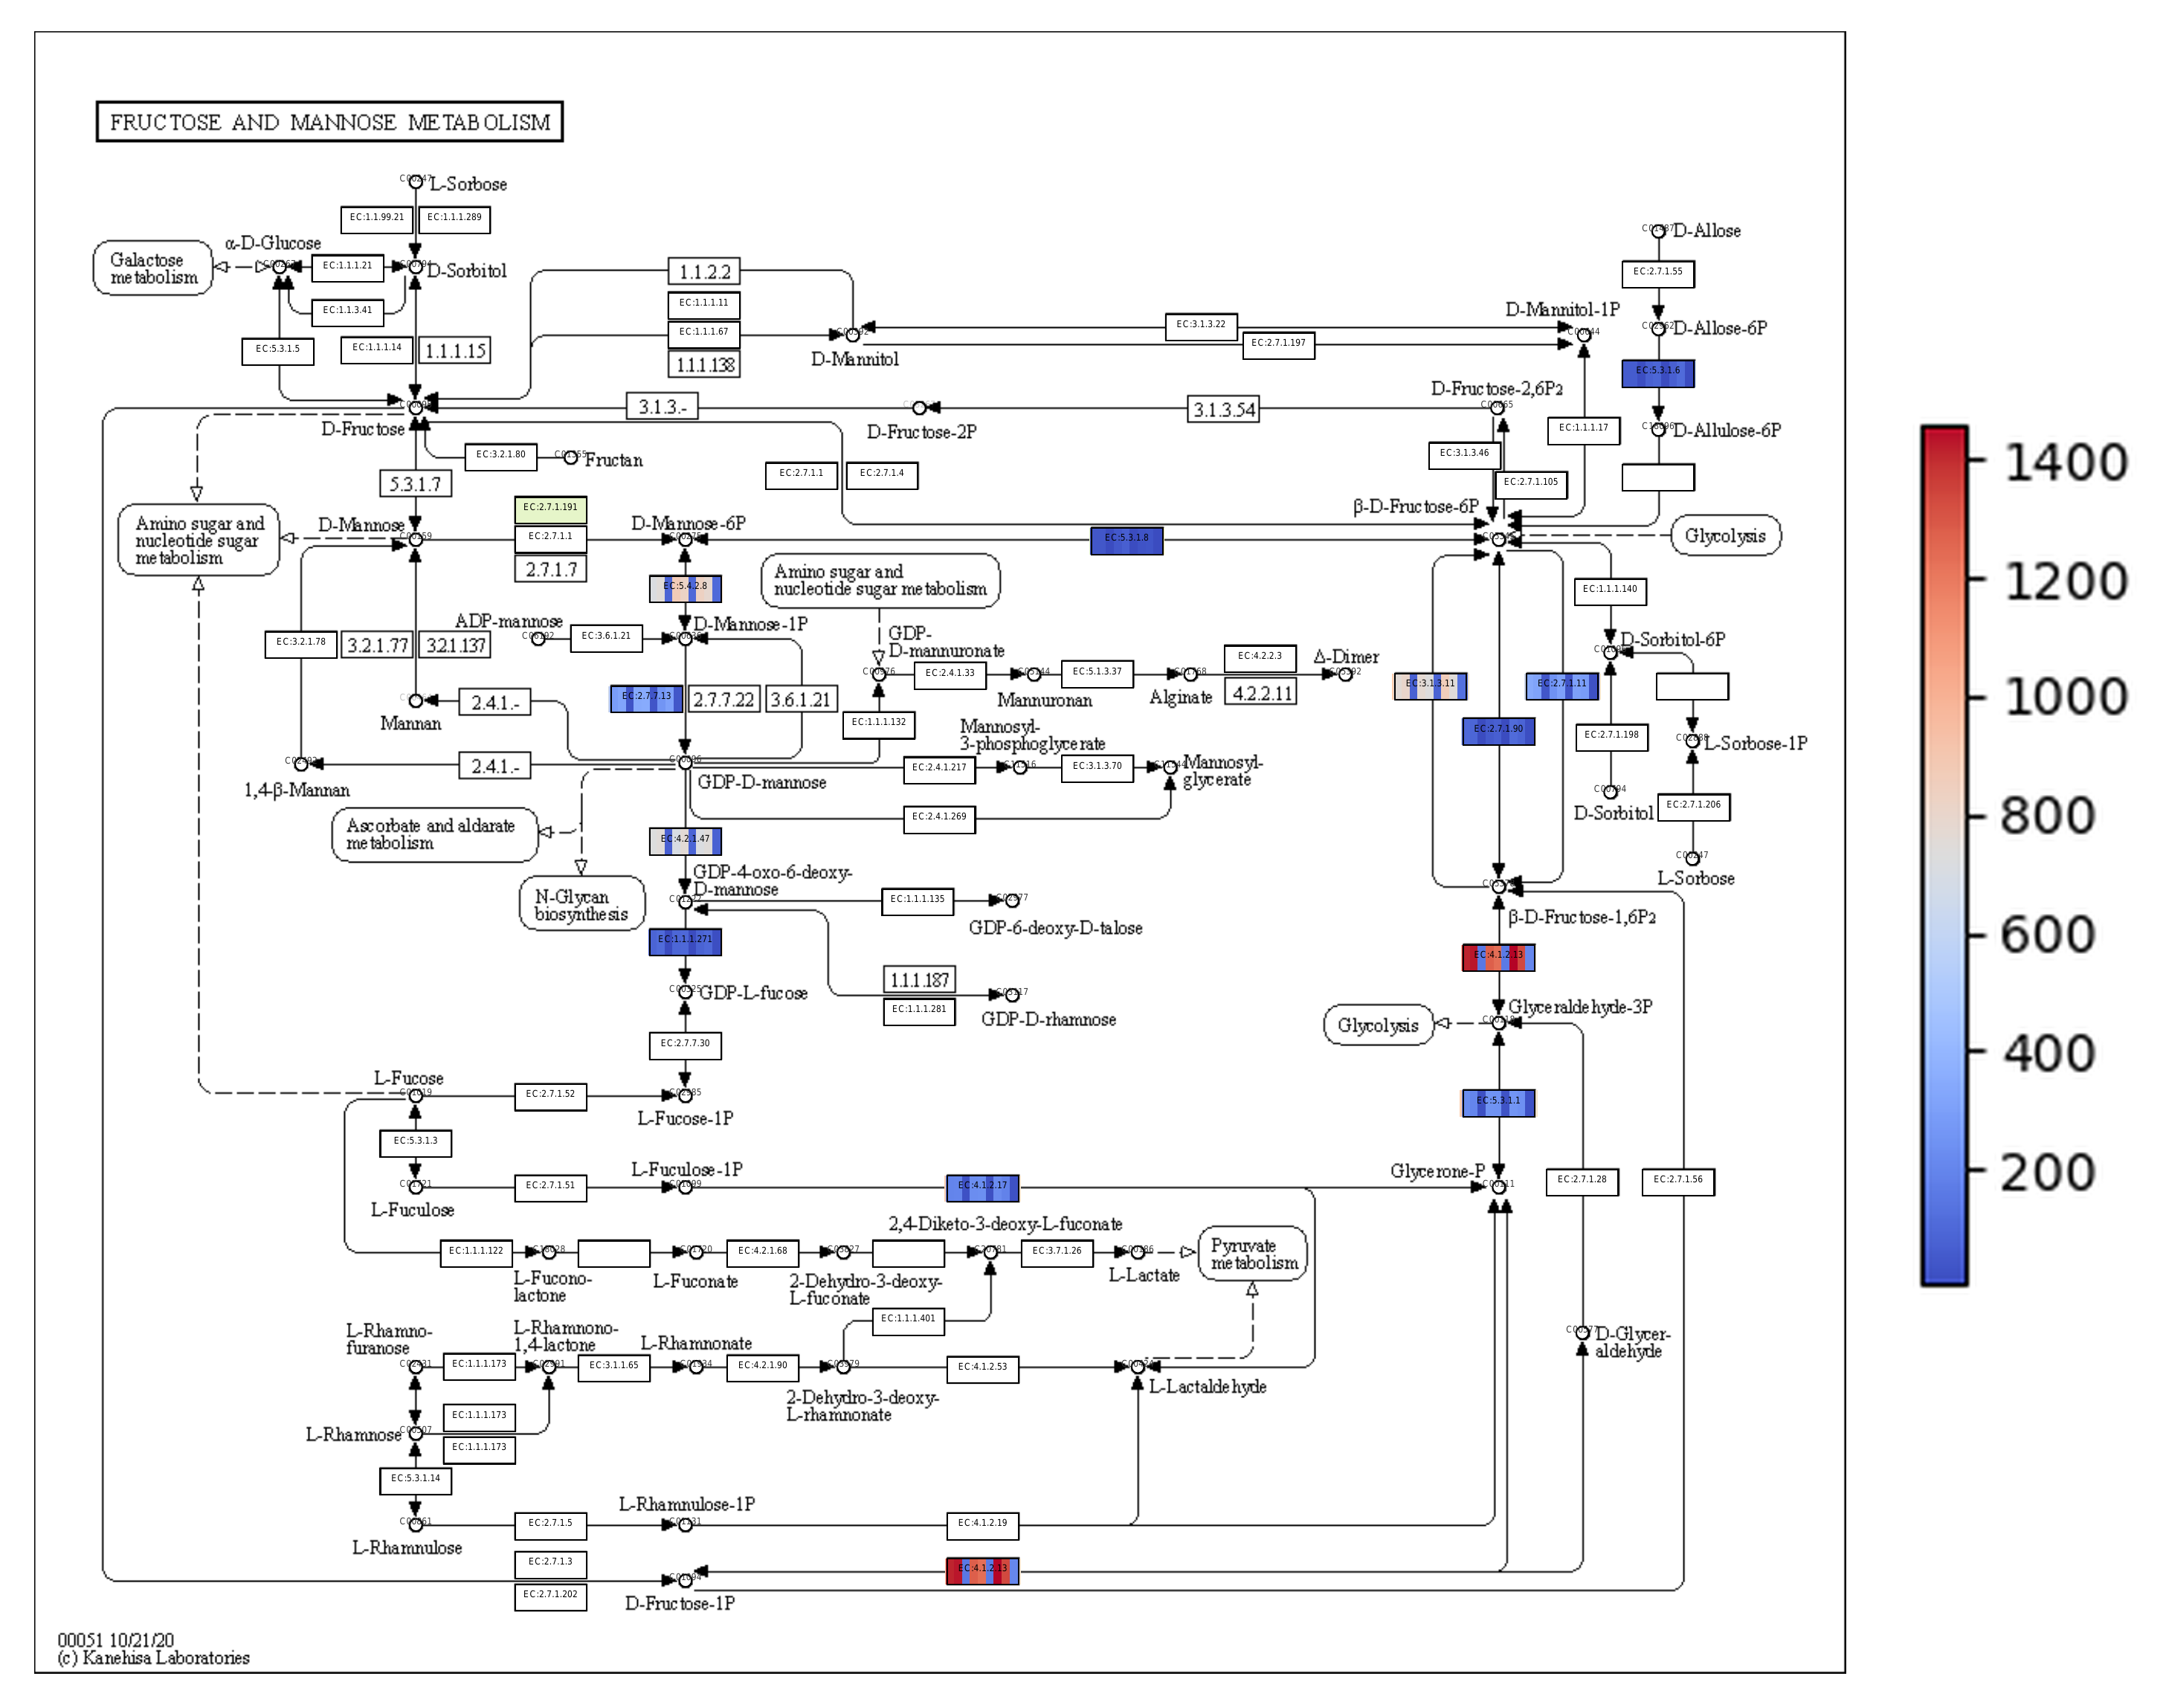 FRUCTOSE AND MANNOSE METABOLISM
L-Sorbose
EC:1.1.99.21
EC:1.1.1.289
α-D-Glucose
Galactose
metabolism
EC:1.1.1.21
D-Sorbitol
EC:1.1.3.41
EC:5.3.1.5
EC:1.1.1.14
1.1.1.15
1.1.2.2
EC:1.1.1.11
EC:1.1.1.67
1.1.1.138
D-Mannitol
EC:3.1.3.22
EC:2.7.1.197
D-Mannitol-1P
D-Allose
EC:2.7.1.55
D-Allose-6P
EC:5.3.1.6
D-Allulose-6P
D-Fructose
3.1.3.-
D-Fructose-2P
3.1.3.54
D-Fructose-2,6P2
EC:1.1.1.17
EC:3.1.3.46
EC:2.7.1.105
EC:3.2.1.80
Fructan
EC:2.7.1.1
EC:2.7.1.4
5.3.1.7
β-D-Fructose-6P
Glycolysis
Amino sugar and
nucleotide sugar
metabolism
D-Mannose
EC:2.7.1.191
EC:2.7.1.1
2.7.1.7
D-Mannose-6P
EC:5.3.1.8
EC:5.4.2.8
Amino sugar and
nucleotide sugar metabolism
ADP-mannose
EC:3.6.1.21
D-Mannose-1P
EC:3.2.1.78
3.2.1.77
3.2.1.137
GDP-
D-mannuronate
EC:2.4.1.33
Mannuronan
EC:5.1.3.37
Alginate
EC:4.2.2.3
4.2.2.11
Δ-Dimer
EC:1.1.1.140
D-Sorbitol-6P
Mannan
2.4.1.-
EC:2.7.7.13
2.7.7.22
3.6.1.21
EC:1.1.1.132
EC:3.1.3.11
EC:2.7.1.11
EC:2.7.1.90
EC:2.7.1.198
L-Sorbose-1P
1,4-β-Mannan
2.4.1.-
GDP-D-mannose
EC:2.4.1.217
Mannosyl-
3-phosphoglycerate
EC:3.1.3.70
Mannosyl-
glycerate
EC:2.4.1.269
C00794
D-Sorbitol
EC:2.7.1.206
L-Sorbose
Ascorbate and aldarate
metabolism
N-Glycan
biosynthesis
EC:4.2.1.47
GDP-4-oxo-6-deoxy-
D-mannose
EC:1.1.1.135
GDP-6-deoxy-D-talose
EC:1.1.1.271
GDP-L-fucose
1.1.1.187
EC:1.1.1.281
GDP-D-rhamnose
β-D-Fructose-1,6P2
EC:4.1.2.13
Glyceraldehyde-3P
Glycolysis
EC:2.7.7.30
EC:5.3.1.1
L-Fucose
EC:2.7.1.52
L-Fucose-1P
EC:5.3.1.3
L-Fuculose
EC:2.7.1.51
L-Fuculose-1P
EC:4.1.2.17
Glycerone-P
EC:2.7.1.28
EC:2.7.1.56
EC:1.1.1.122
L-Fucono-
lactone
L-Fuconate
EC:4.2.1.68
2-Dehydro-3-deoxy-
L-fuconate
2,4-Diketo-3-deoxy-L-fuconate
EC:3.7.1.26
L-Lactate
Pyruvate
metabolism
EC:1.1.1.401
L-Rhamno-
furanose
EC:1.1.1.173
L-Rhamnono-
1,4-lactone
EC:3.1.1.65
L-Rhamnonate
EC:4.2.1.90
2-Dehydro-3-deoxy-
L-rhamnonate
EC:4.1.2.53
L-Lactaldehyde
D-Glycer-
aldehyde
L-Rhamnose
EC:1.1.1.173
EC:1.1.1.173
EC:5.3.1.14
L-Rhamnulose
EC:2.7.1.5
L-Rhamnulose-1P
EC:4.1.2.19
EC:2.7.1.3
EC:2.7.1.202
D-Fructose-1P
EC:4.1.2.13
00051 10/21/20
(c) Kanehisa Laboratories
1400
1200
1000
800
600
400
200